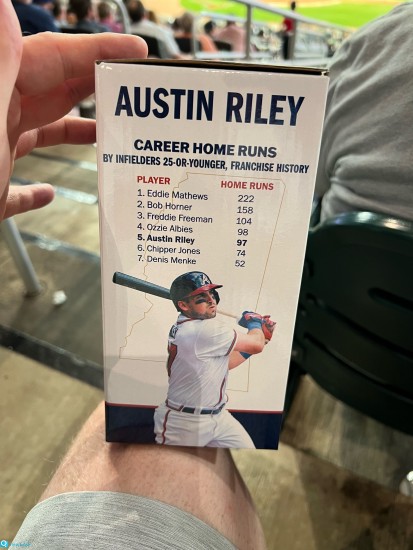 AUSTIN RILEY
CAREER HOME RUNS
BY INFIELDERS 25-OR-YOUNGER, FRANCHISE HISTORY
PLAYER HOME RUNS
1. Eddie Mathews 222
2. Bob Horner 158
3. Freddie Freeman 104
4. Ozzie Albies 98
5. Austin Riley 97
6. Chipper Jones 74
7. Denis Menke 52